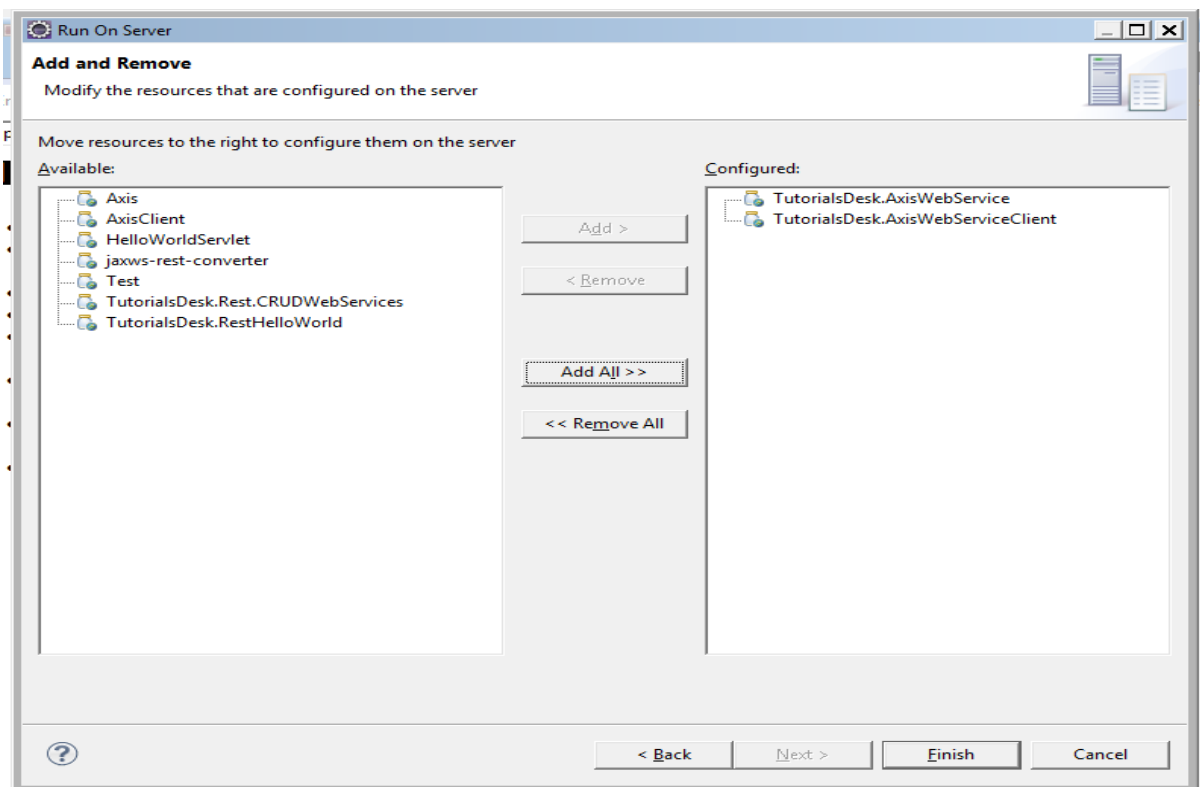 Run On Server
Add and Remove
Modify the resources that are configured on the server
Move resources to the right to configure them on the server
Available:
Axis
AxisClient
HelloWorldServlet
jaxws-rest-converter
Test
TutorialsDesk.Rest.CRUDWebServices
TutorialsDesk.RestHelloWorld
Add >
< Remove
Add All >>
<< Remove All
Configured:
TutorialsDesk.AxisWebService
TutorialsDesk.AxisWebServiceClient
?
< Back
Next >
Finish
Cancel